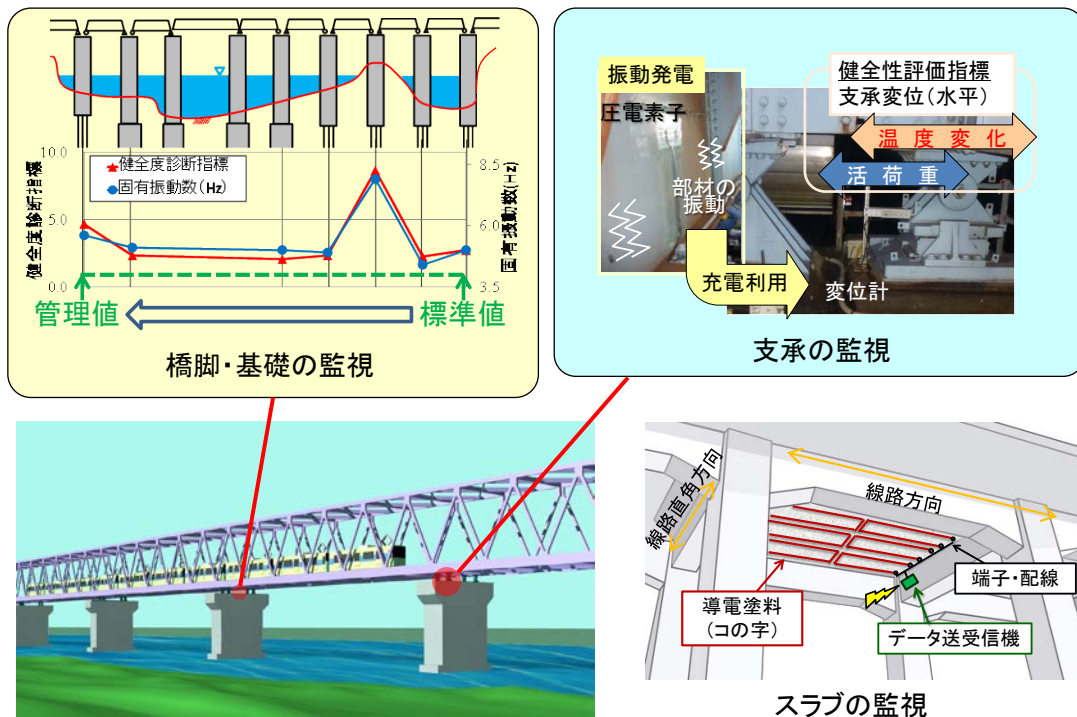 10.0
5.0
0.0
健全度診断指標
健全度診断指標
固有振動数(Hz)
8.5
6.0
3.5
固有振動数(Hz)
管理値
標準値
橋脚・基礎の監視
振動発電
圧電素子
部材の
振動
充電利用
変位計
健全性評価指標
支承変位(水平)
温度変化
活荷重
支承の監視
線路直角方向
線路方向
導電塗料
(コの字)
端子・配線
データ送受信機
スラブの監視